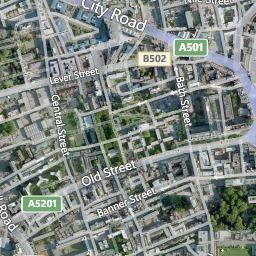 City Road
Nile Street
A501
B502
Lever Street
Bath Street
Central Street
Old Street
A5201
Banner Street
Road